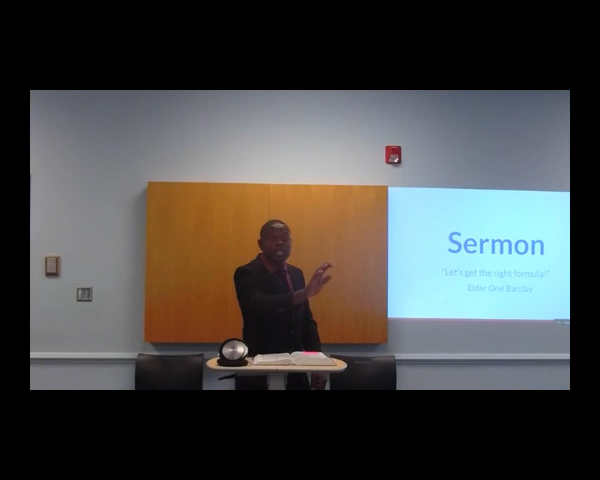 Sermon
"Let's get the right formula!"
Elder Orel Barclay